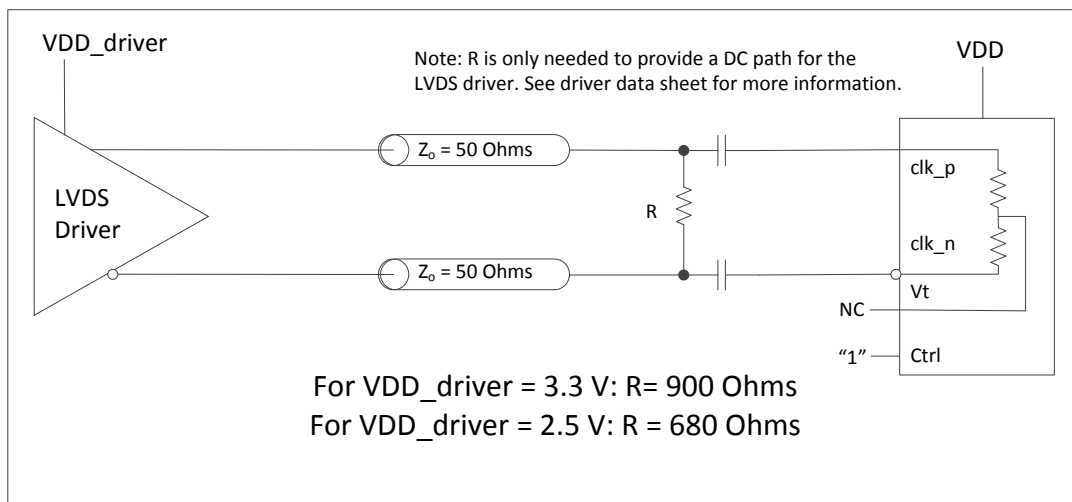 VDD_driver
Note: R is only needed to provide a DC path for the
LVDS driver. See driver data sheet for more information.
VDD
Zo = 50 Ohms
clk_p
LVDS
Driver
R
clk_n
Zo = 50 Ohms
Vt
NC
“1”
Ctrl
For VDD_driver = 3.3 V: R= 900 Ohms
For VDD_driver = 2.5 V: R = 680 Ohms